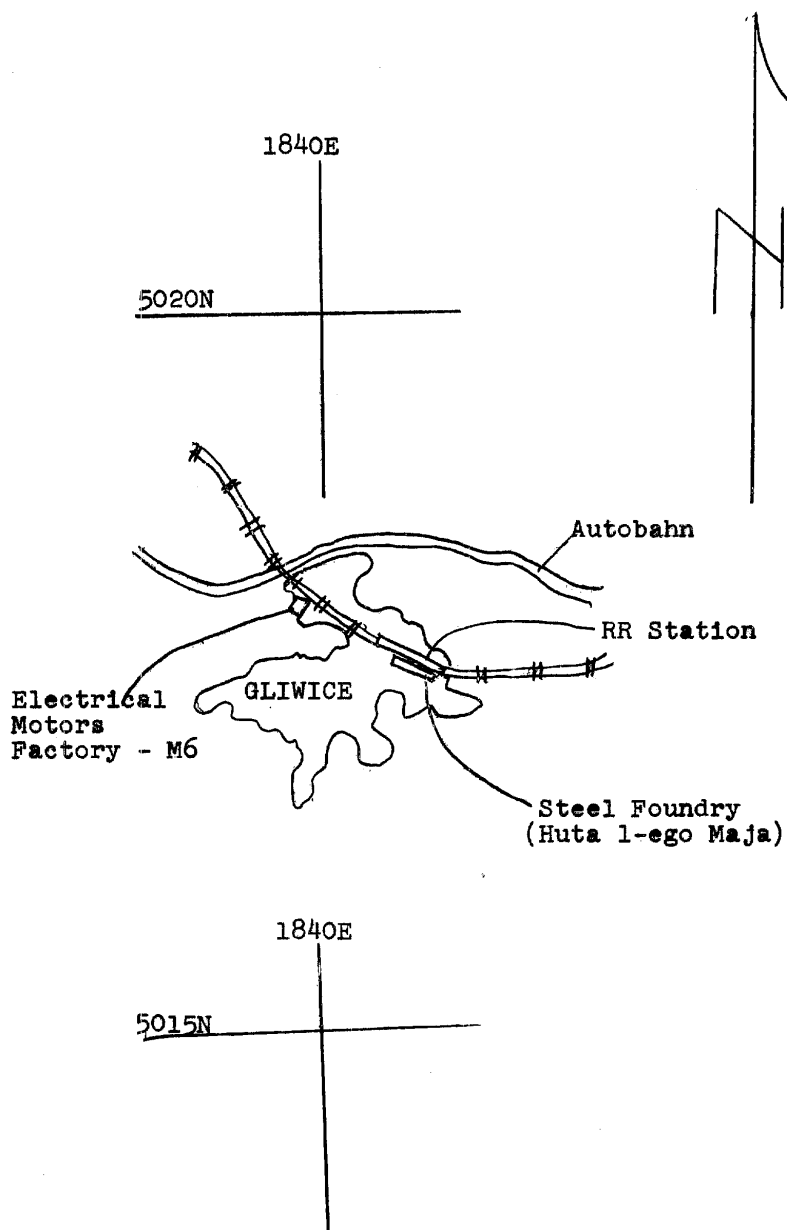 1840E
5020N
N
Autobahn
RR Station
GLIWICE
Electrical
Motors
Factory - M6
Steel Foundry
(Huta 1-ego Maja)
1840E
5015N